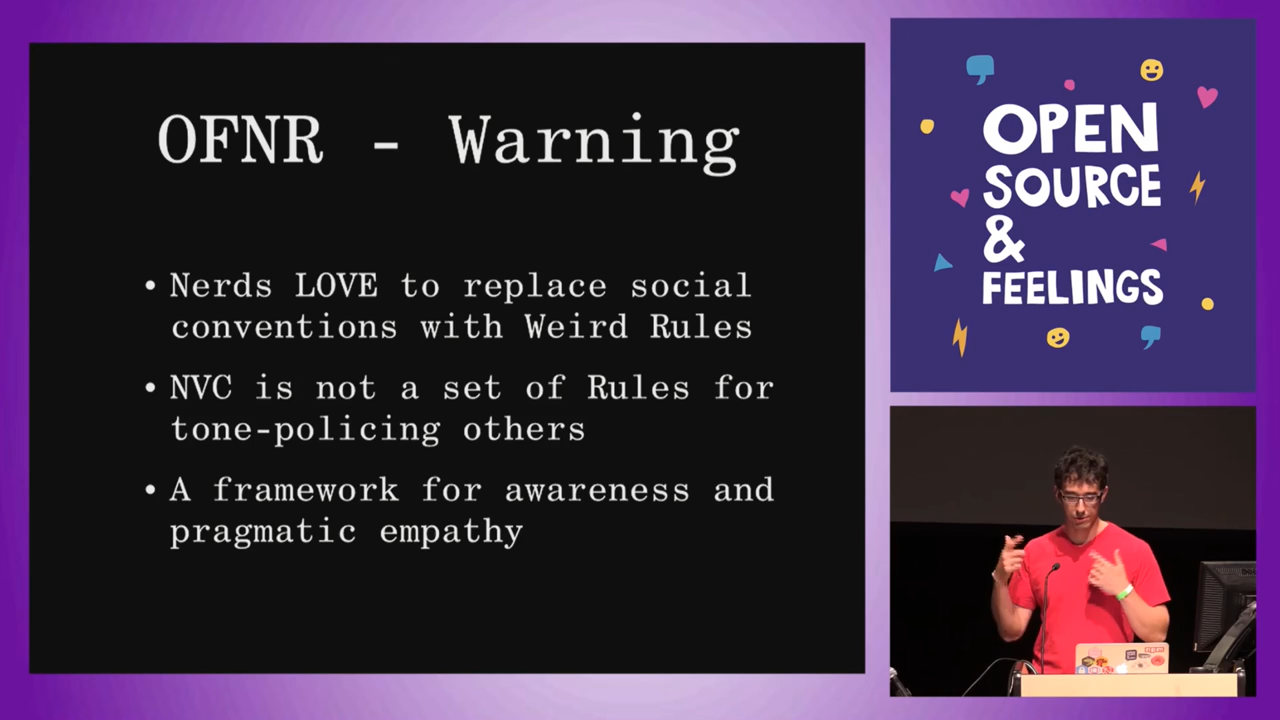 OFNR - Warning
• Nerds LOVE to replace social
conventions with Weird Rules
• NVC is not a set of Rules for
tone-policing others
• A framework for awareness and
pragmatic empathy
OPEN
SOURCE
&
FEELINGS